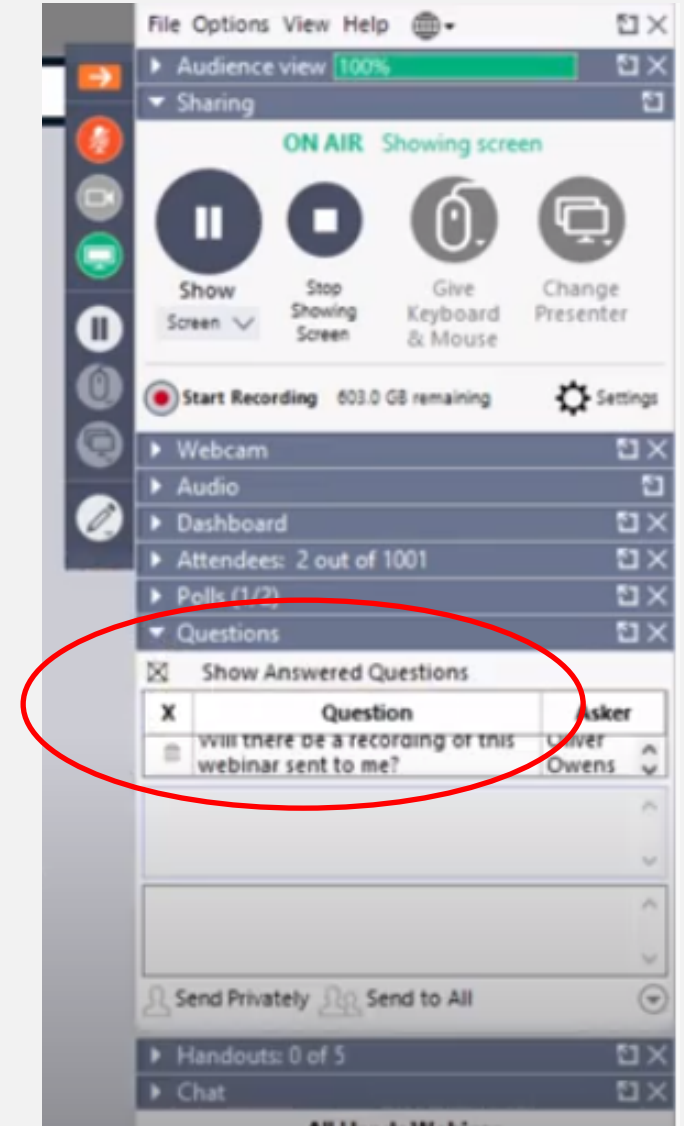 File Options View Help
Audience view 100%
Sharing
ON AIR Showing screen
Show
Screen
Stop
Showing
Screen
Give
Keyboard
& Mouse
Change
Presenter
Start Recording 603.0 GB remaining Settings
Webcam
Audio
Dashboard
Attendees: 2 out of 1001
Polls (1/2)
Questions
Show Answered Questions
X Question Asker
Will there be a recording of this
webinar sent to me?
Oliver
Owens
Send Privately Send to All
Handouts: 0 of 5
Chat